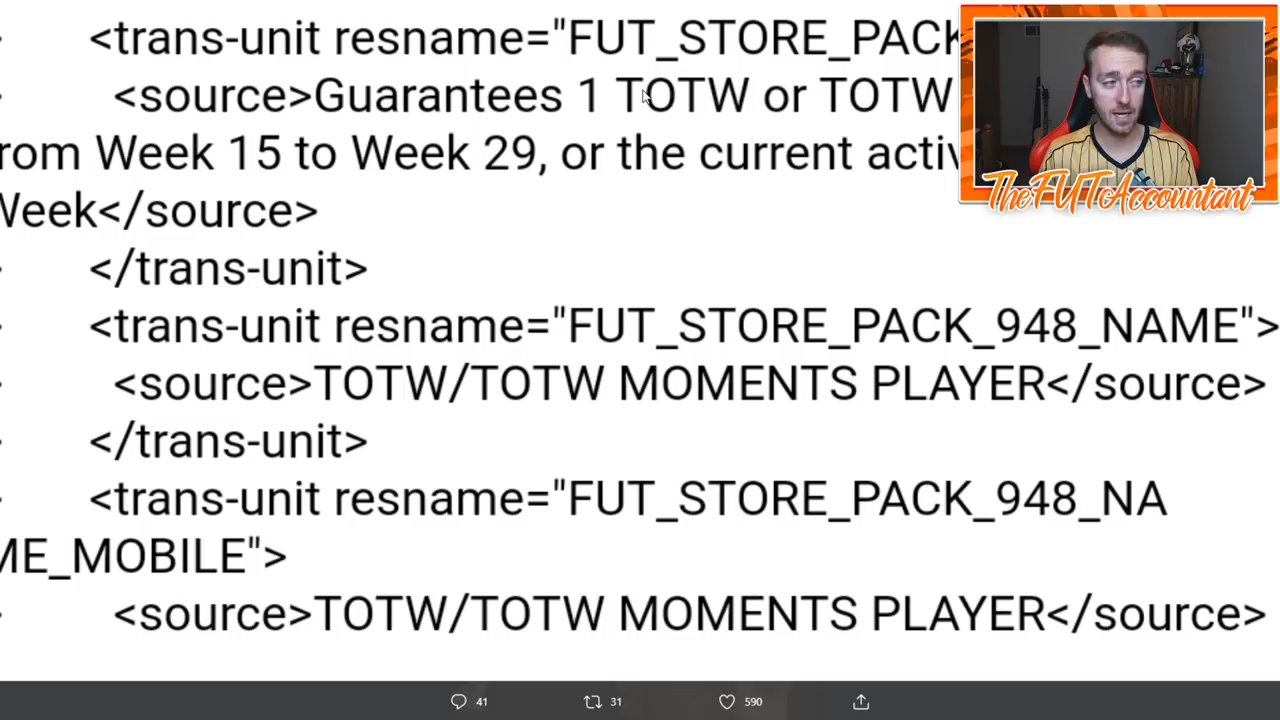 <trans-unit resname="FUT_STORE_PACK
<source>Guarantees 1 TOTW or TOTW
rom Week 15 to Week 29, or the current activ
Week</source>
</trans-unit>
<trans-unit resname="FUT_STORE_PACK_948_NAME">
<source>TOTW/TOTW MOMENTS PLAYER</source>
</trans-unit>
<trans-unit resname="FUT_STORE_PACK_948_NA
ME_MOBILE">
<source>TOTW/TOTW MOMENTS PLAYER</source>
TheFUTAccountant
41 31 590